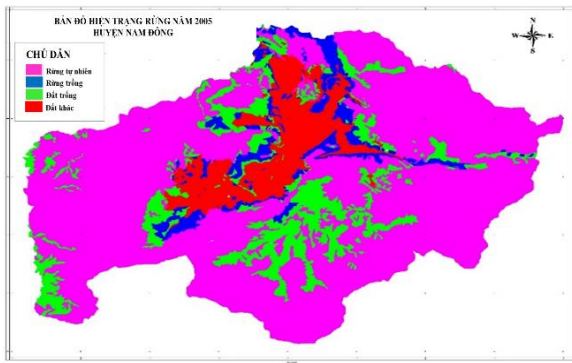 BẢN ĐỒ HIỆN TRẠNG RỪNG NĂM 2005
HUYỆN NAM ĐÔNG
N
W
E
S
CHÚ DẪN
Rừng tự nhiên
Rừng trồng
Đất trống
Đất khác